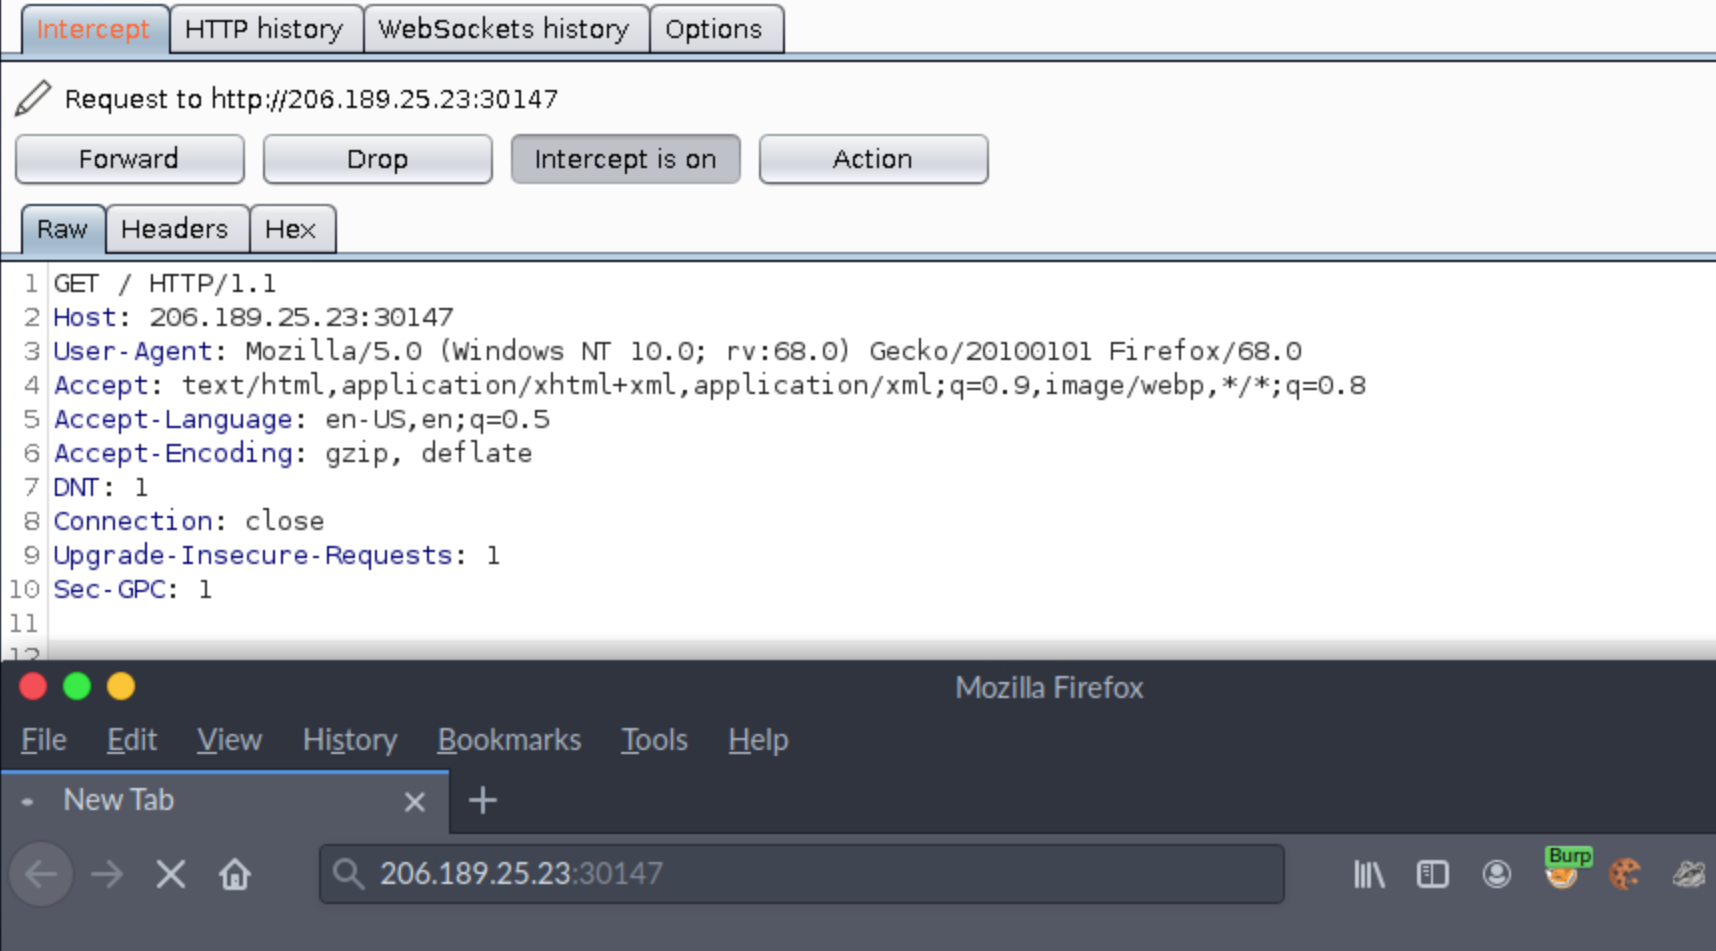 Intercept HTTP history WebSockets history Options
Request to http://206.189.25.23:30147
Forward Drop Intercept is on Action
Raw Headers Hex
1 GET / HTTP/1.1
2 Host: 206.189.25.23:30147
3 User-Agent: Mozilla/5.0 (Windows NT 10.0; rv:68.0) Gecko/20100101 Firefox/68.0
4 Accept: text/html,application/xhtml+xml,application/xml;q=0.9,image/webp,*/*;q=0.8
5 Accept-Language: en-US,en;q=0.5
6 Accept-Encoding: gzip, deflate
7 DNT: 1
8 Connection: close
9 Upgrade-Insecure-Requests: 1
10 Sec-GPC: 1
11
12
Mozilla Firefox
File Edit View History Bookmarks Tools Help
New Tab
206.189.25.23:30147
Burp